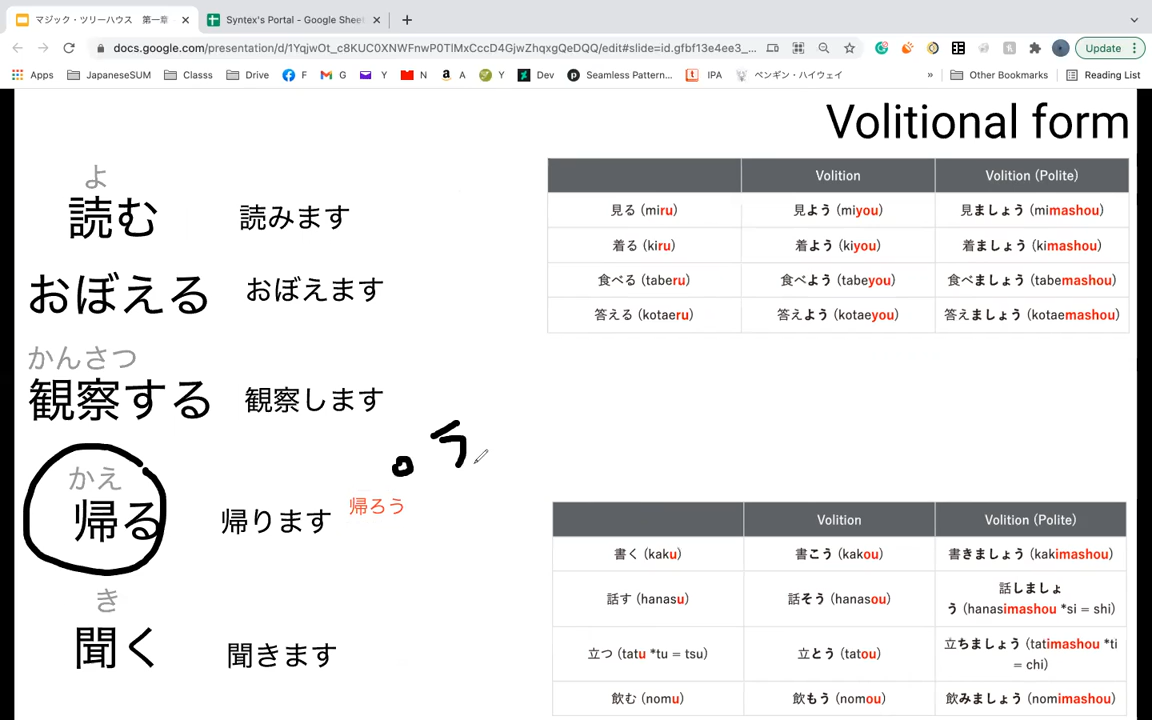 マジック・ツリーハウス 第一章
Syntex's Portal - Google Shee
docs.google.com/presentation/d/1YqjwOt_c8KUC0XNWFnwP0TIMxCccD4GjwZhqxgQeDQQ/edit#slide=id.gfbf13e4ee3_...
Update
Apps JapaneseSUM Classs Drive F G Y N A Y Dev Seamless Pattern... IPA ペンギン・ハイウェイ » Other Bookmarks Reading List
Volitional form
よ
読む 読みます
おぼえる おぼえます
かんさつ
観察する 観察します
かえ
帰る 帰ります 帰ろう
き
聞く 聞きます
。う
Volition Volition (Polite)
見る (miru) 見よう (miyou) 見ましょう (mimashou)
着る (kiru) 着よう (kiyou) 着ましょう (kimashou)
食べる (taberu) 食べよう (tabeyou) 食べましょう (tabemashou)
答える (kotaeru) 答えよう (kotaeyou) 答えましょう (kotaemashou)
Volition Volition (Polite)
書く (kaku) 書こう (kakou) 書きましょう (kakimashou)
話す (hanasu) 話そう (hanasou) 話しましょ
う (hanasimashou *si = shi)
立つ (tatu *tu = tsu) 立とう (tatou) 立ちましょう (tatimashou *ti
= chi)
飲む (nomu) 飲もう (nomou) 飲みましょう (nomimashou)